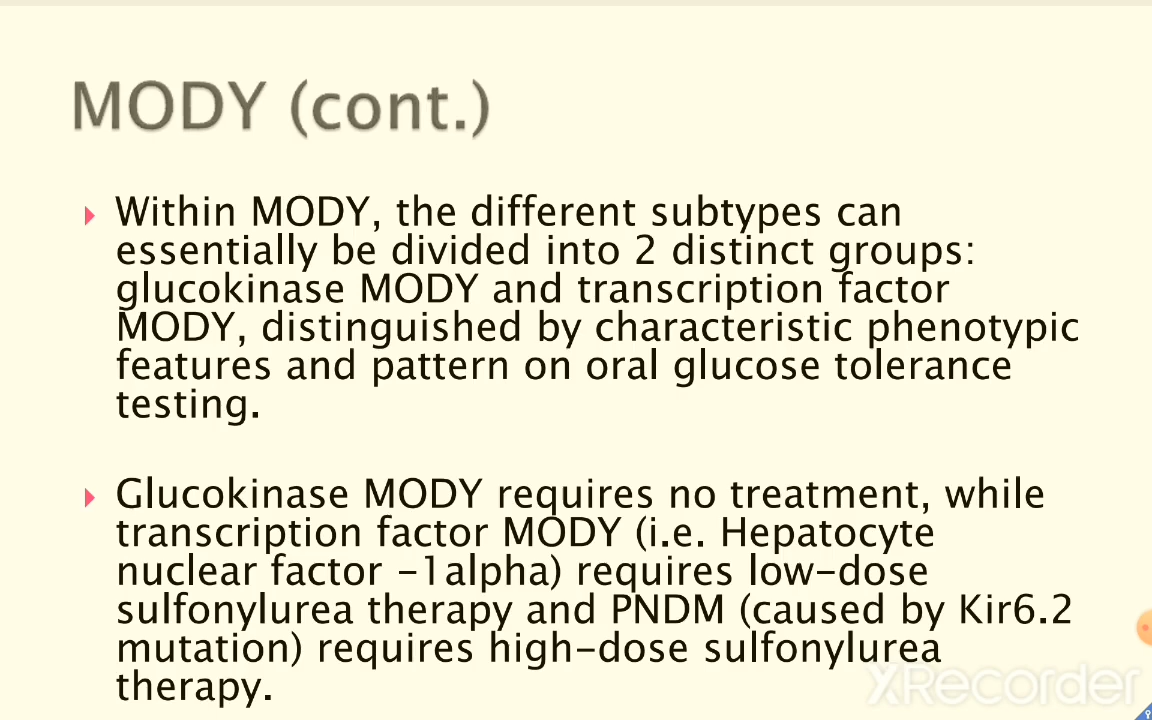 MODY (cont.)
Within MODY, the different subtypes can
essentially be divided into 2 distinct groups:
glucokinase MODY and transcription factor
MODY, distinguished by characteristic phenotypic
features and pattern on oral glucose tolerance
testing.
Glucokinase MODY requires no treatment, while
transcription factor MODY (i.e. Hepatocyte
nuclear factor -1alpha) requires low-dose
sulfonylurea therapy and PNDM (caused by Kir6.2
mutation) requires high-dose sulfonylurea
therapy.
XRecorder